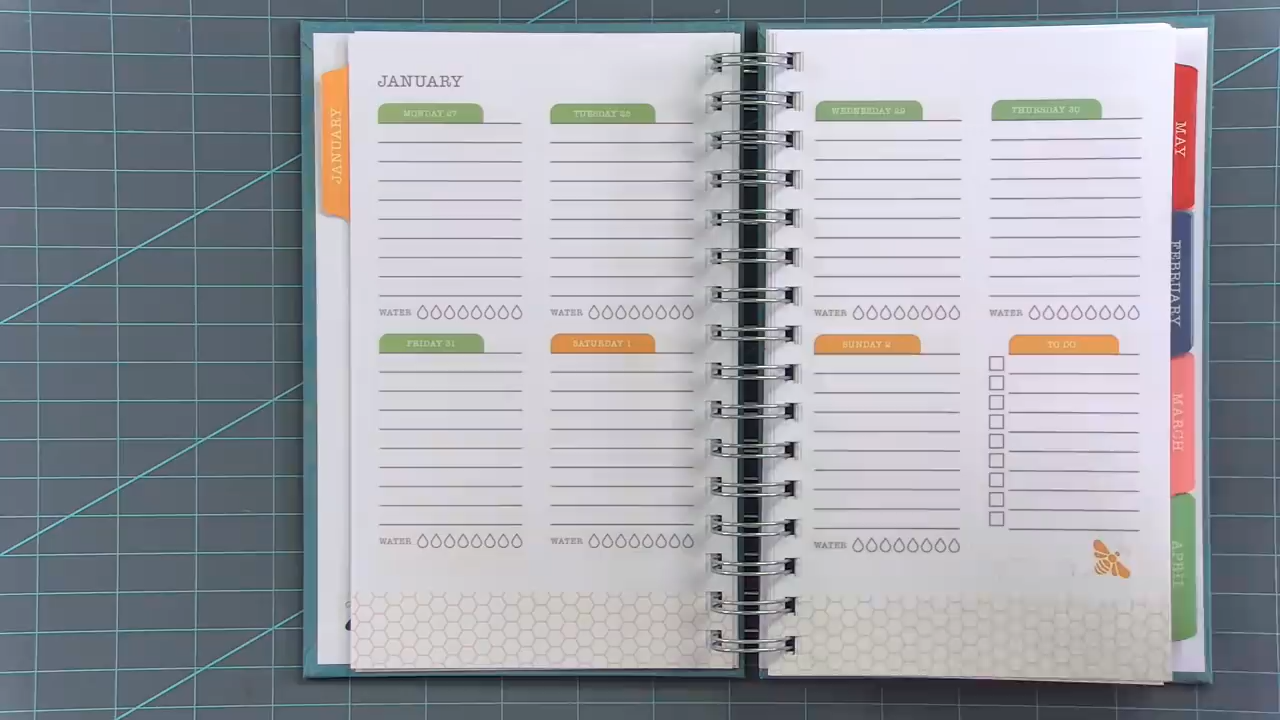 JANUARY
JANUARY
MONDAY 27
TUESDAY 28
WATER
WATER
FRIDAY 31
SATURDAY 1
WATER
WATER
WEDNESDAY 29
THURSDAY 30
WATER
WATER
SUNDAY 2
TO DO
WATER
MAY
FEBRUARY
MARCH
APRIL